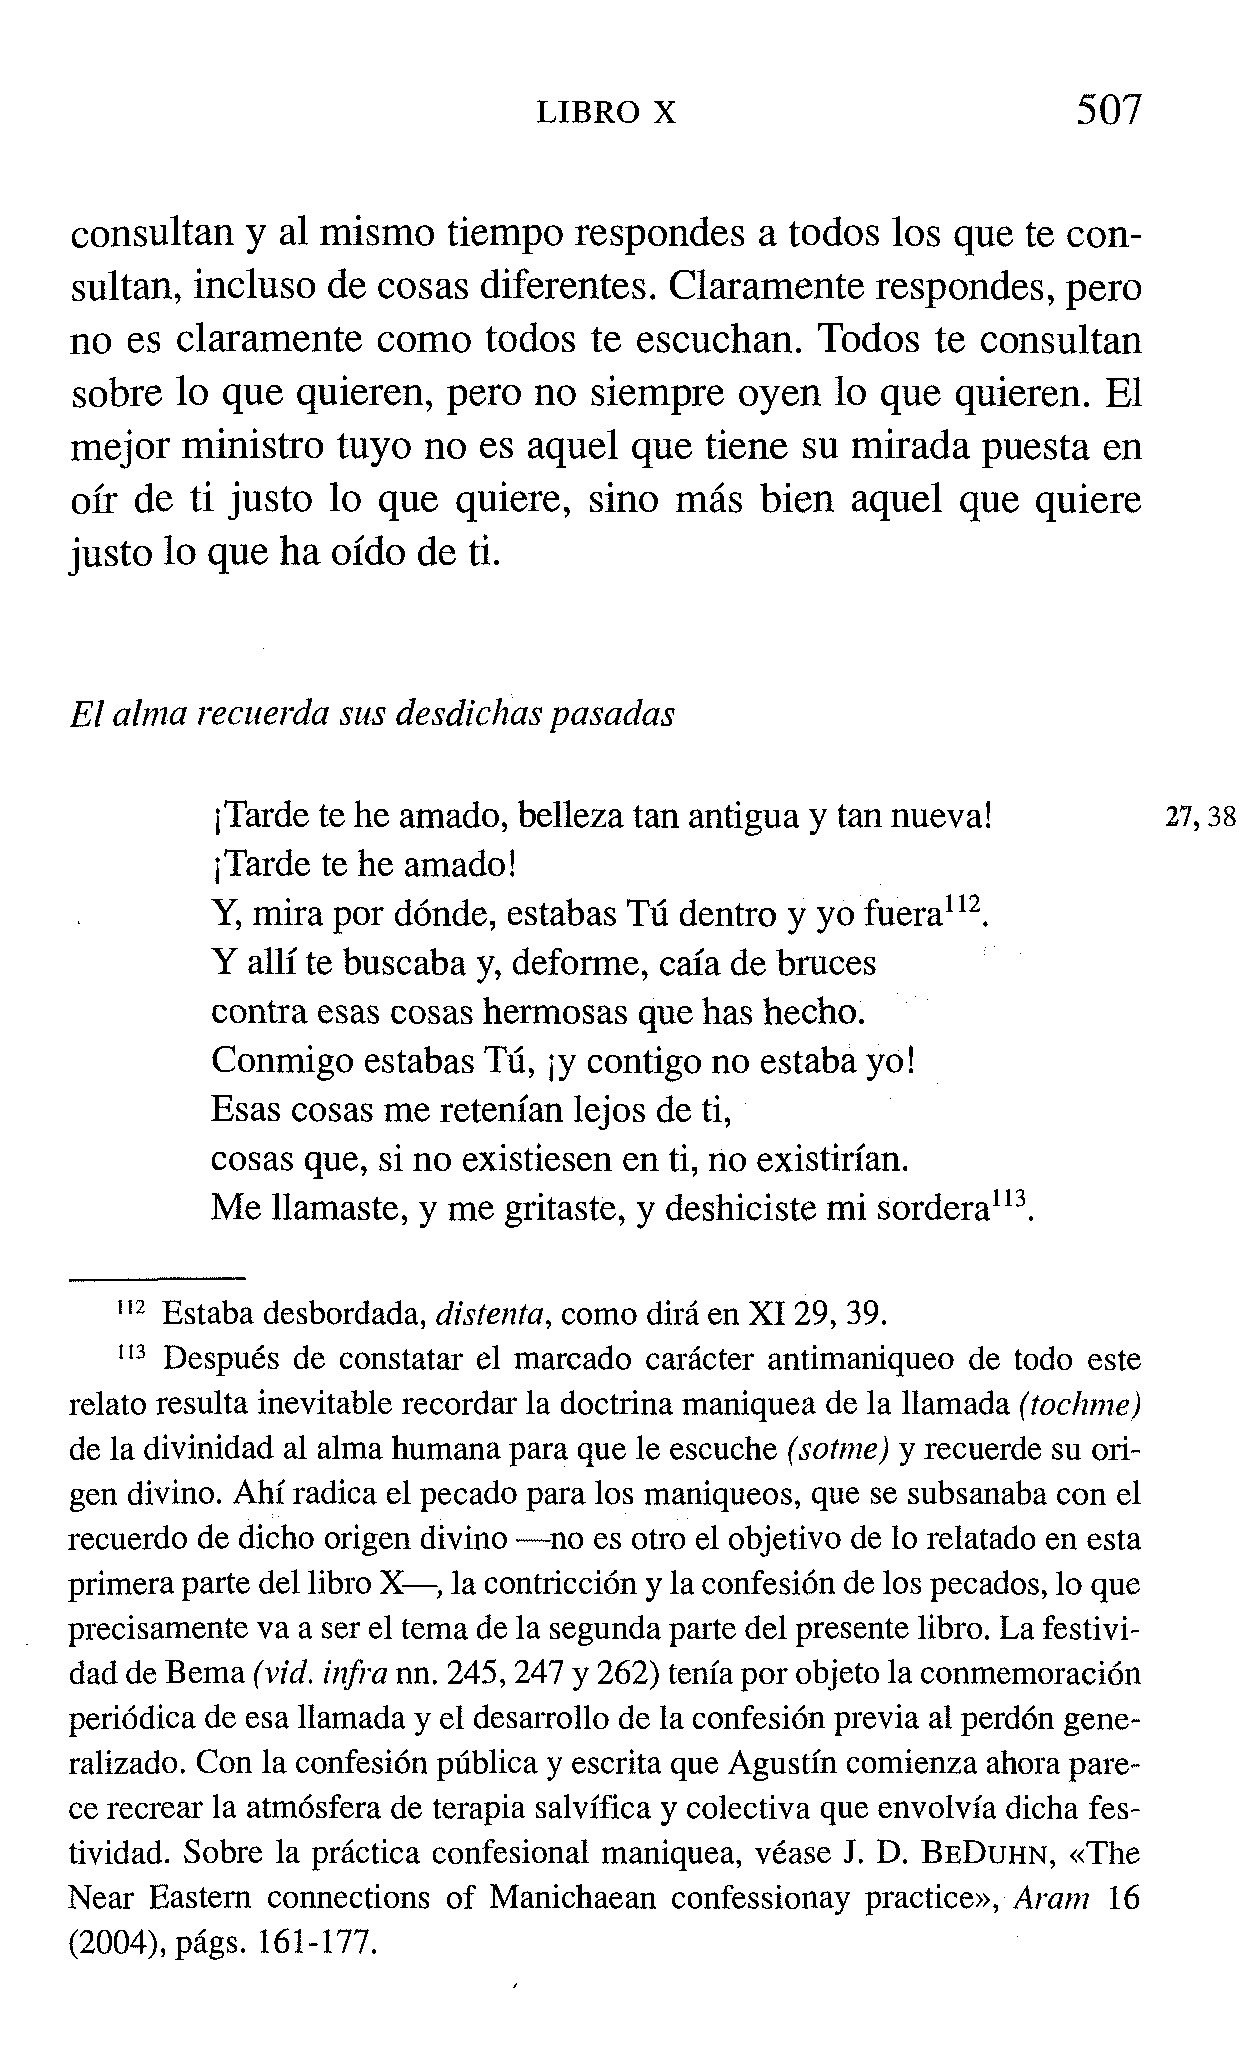 LIBRO X 507
consultan y al mismo tiempo respondes a todos los que te con-
sultan, incluso de cosas diferentes. Claramente respondes, pero
no es claramente como todos te escuchan. Todos te consultan
sobre lo que quieren, pero no siempre oyen lo que quieren. El
mejor ministro tuyo no es aquel que tiene su mirada puesta en
oír de ti justo lo que quiere, sino más bien aquel que quiere
justo lo que ha oído de ti.
El alma recuerda sus desdichas pasadas
¡Tarde te he amado, belleza tan antigua y tan nueva! 27, 38
¡Tarde te he amado!
Y, mira por dónde, estabas Tú dentro y yo fuera¹¹².
Y allí te buscaba y, deforme, caía de bruces
contra esas cosas hermosas que has hecho.
Conmigo estabas Tú, ¡y contigo no estaba yo!
Esas cosas me retenían lejos de ti,
cosas que, si no existiesen en ti, no existirían.
Me llamaste, y me gritaste, y deshiciste mi sordera¹¹³.
¹¹² Estaba desbordada, distenta, como dirá en XI 29, 39.
¹¹³ Después de constatar el marcado carácter antimaniqueo de todo este
relato resulta inevitable recordar la doctrina maniquea de la llamada (tochme)
de la divinidad al alma humana para que le escuche (sotme) y recuerde su ori-
gen divino. Ahí radica el pecado para los maniqueos, que se subsanaba con el
recuerdo de dicho origen divino —no es otro el objetivo de lo relatado en esta
primera parte del libro X—, la contricción y la confesión de los pecados, lo que
precisamente va a ser el tema de la segunda parte del presente libro. La festivi-
dad de Bema (vid. infra nn. 245, 247 y 262) tenía por objeto la conmemoración
periódica de esa llamada y el desarrollo de la confesión previa al perdón gene-
ralizado. Con la confesión pública y escrita que Agustín comienza ahora pare-
ce recrear la atmósfera de terapia salvífica y colectiva que envolvía dicha fes-
tividad. Sobre la práctica confesional maniquea, véase J. D. BEDUHN, «The
Near Eastern connections of Manichaean confessionay practice», Aram 16
(2004), págs. 161-177.